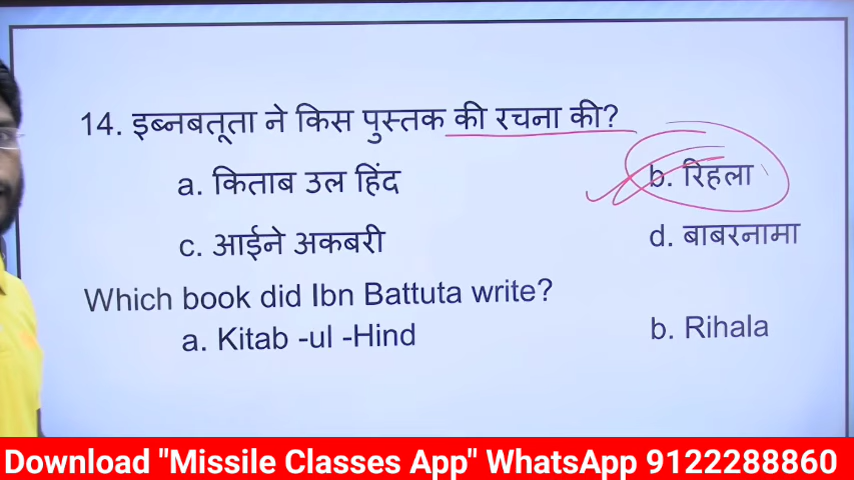 14. इब्नबतूता ने किस पुस्तक की रचना की?
a. किताब उल हिंद b. रिहला
c. आईने अकबरी d. बाबरनामा
Which book did Ibn Battuta write?
a. Kitab -ul -Hind b. Rihala
Download "Missile Classes App" WhatsApp 9122288860